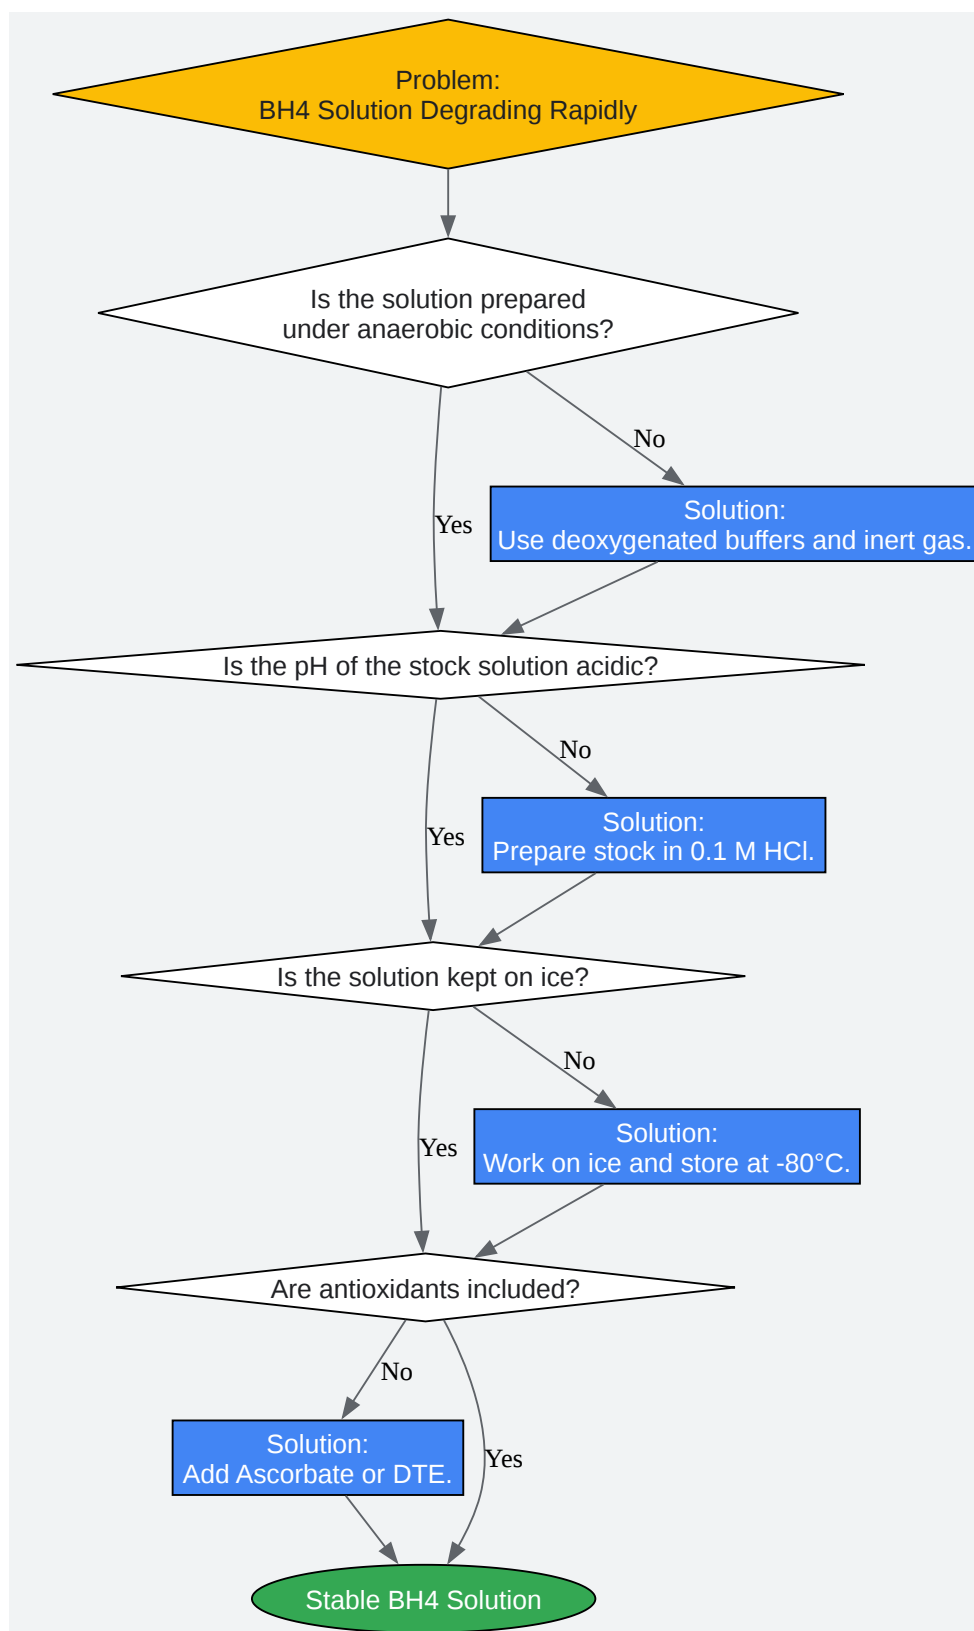 Problem:
BH4 Solution Degrading Rapidly
Is the solution prepared
under anaerobic conditions?
No
Solution:
Use deoxygenated buffers and inert gas.
Yes
Is the pH of the stock solution acidic?
No
Solution:
Prepare stock in 0.1 M HCl.
Yes
Is the solution kept on ice?
No
Solution:
Work on ice and store at -80°C.
Yes
Are antioxidants included?
No
Solution:
Add Ascorbate or DTE.
Yes
Stable BH4 Solution